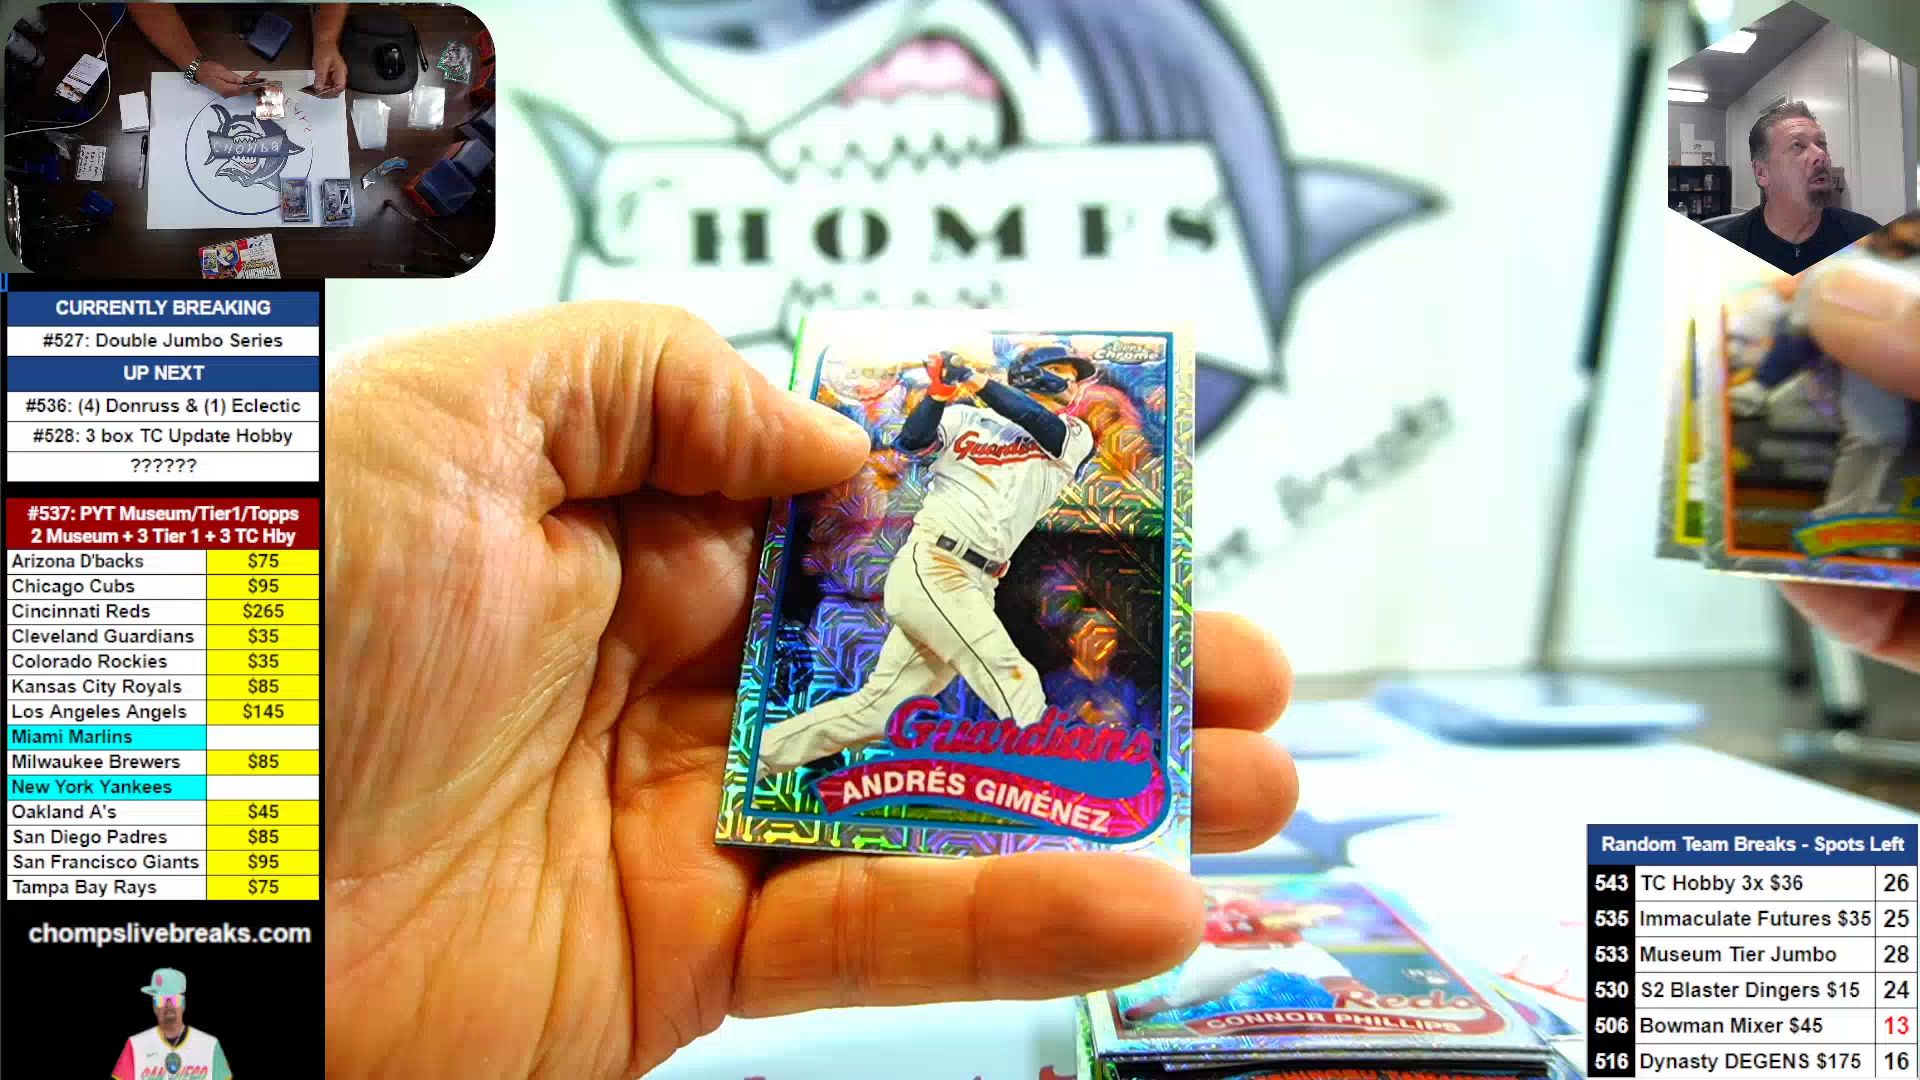 CHOMPS
CURRENTLY BREAKING
#527: Double Jumbo Series
UP NEXT
#536: (4) Donruss & (1) Eclectic
#528: 3 box TC Update Hobby
??????
#537: PYT Museum/Tier1/Topps
2 Museum + 3 Tier 1 + 3 TC Hby
Arizona D'backs $75
Chicago Cubs $95
Cincinnati Reds $265
Cleveland Guardians $35
Colorado Rockies $35
Kansas City Royals $85
Los Angeles Angels $145
Miami Marlins
Milwaukee Brewers $85
New York Yankees
Oakland A's $45
San Diego Padres $85
San Francisco Giants $95
Tampa Bay Rays $75
chompslivebreaks.com
CHOMPS
Topps
Chrome
Guardians
Guardians
ANDRÉS GIMÉNEZ
Reds
CONNOR PHILLIPS
Random Team Breaks - Spots Left
543 TC Hobby 3x $36 26
535 Immaculate Futures $35 25
533 Museum Tier Jumbo 28
530 S2 Blaster Dingers $15 24
506 Bowman Mixer $45 13
516 Dynasty DEGENS $175 16